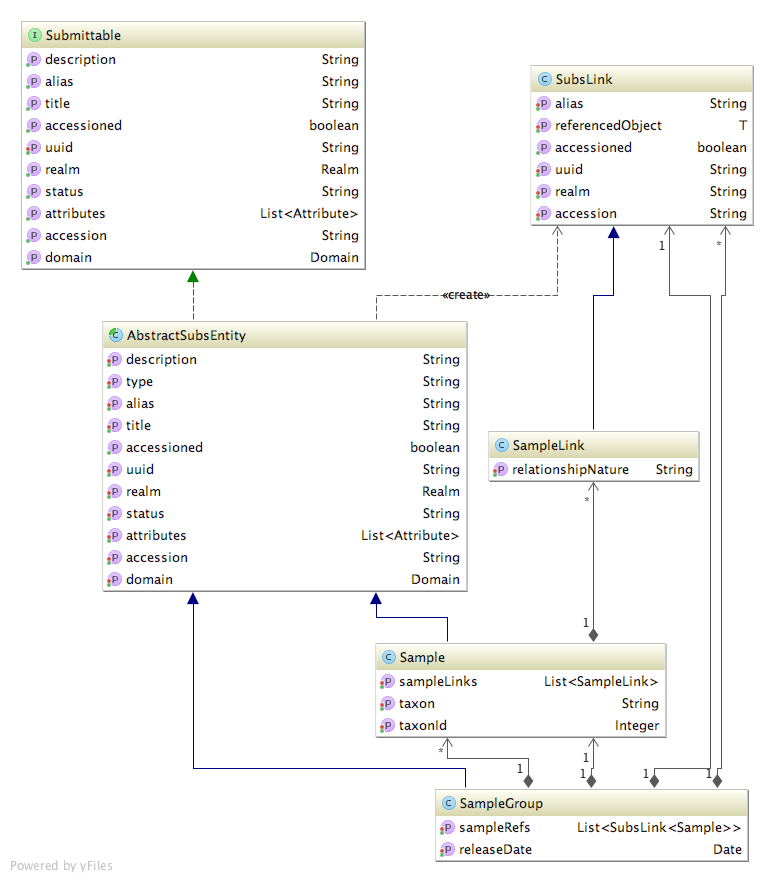 I Submittable
P description String
P alias String
P title String
P accessioned boolean
P uuid String
P realm Realm
P status String
P attributes List<Attribute>
P accession String
P domain Domain
C SubsLink
P alias String
P referencedObject T
P accessioned boolean
P uuid String
P realm String
P accession String
1 *
«create»
C AbstractSubsEntity
P description String
P type String
P alias String
P title String
P accessioned boolean
P uuid String
P realm Realm
P status String
P attributes List<Attribute>
P accession String
P domain Domain
C SampleLink
P relationshipNature String
*
1
C Sample
P sampleLinks List<SampleLink>
P taxon String
P taxonId Integer
* 1
1 1 1 1
C SampleGroup
P sampleRefs List<SubsLink<Sample>>
P releaseDate Date
Powered by yFiles